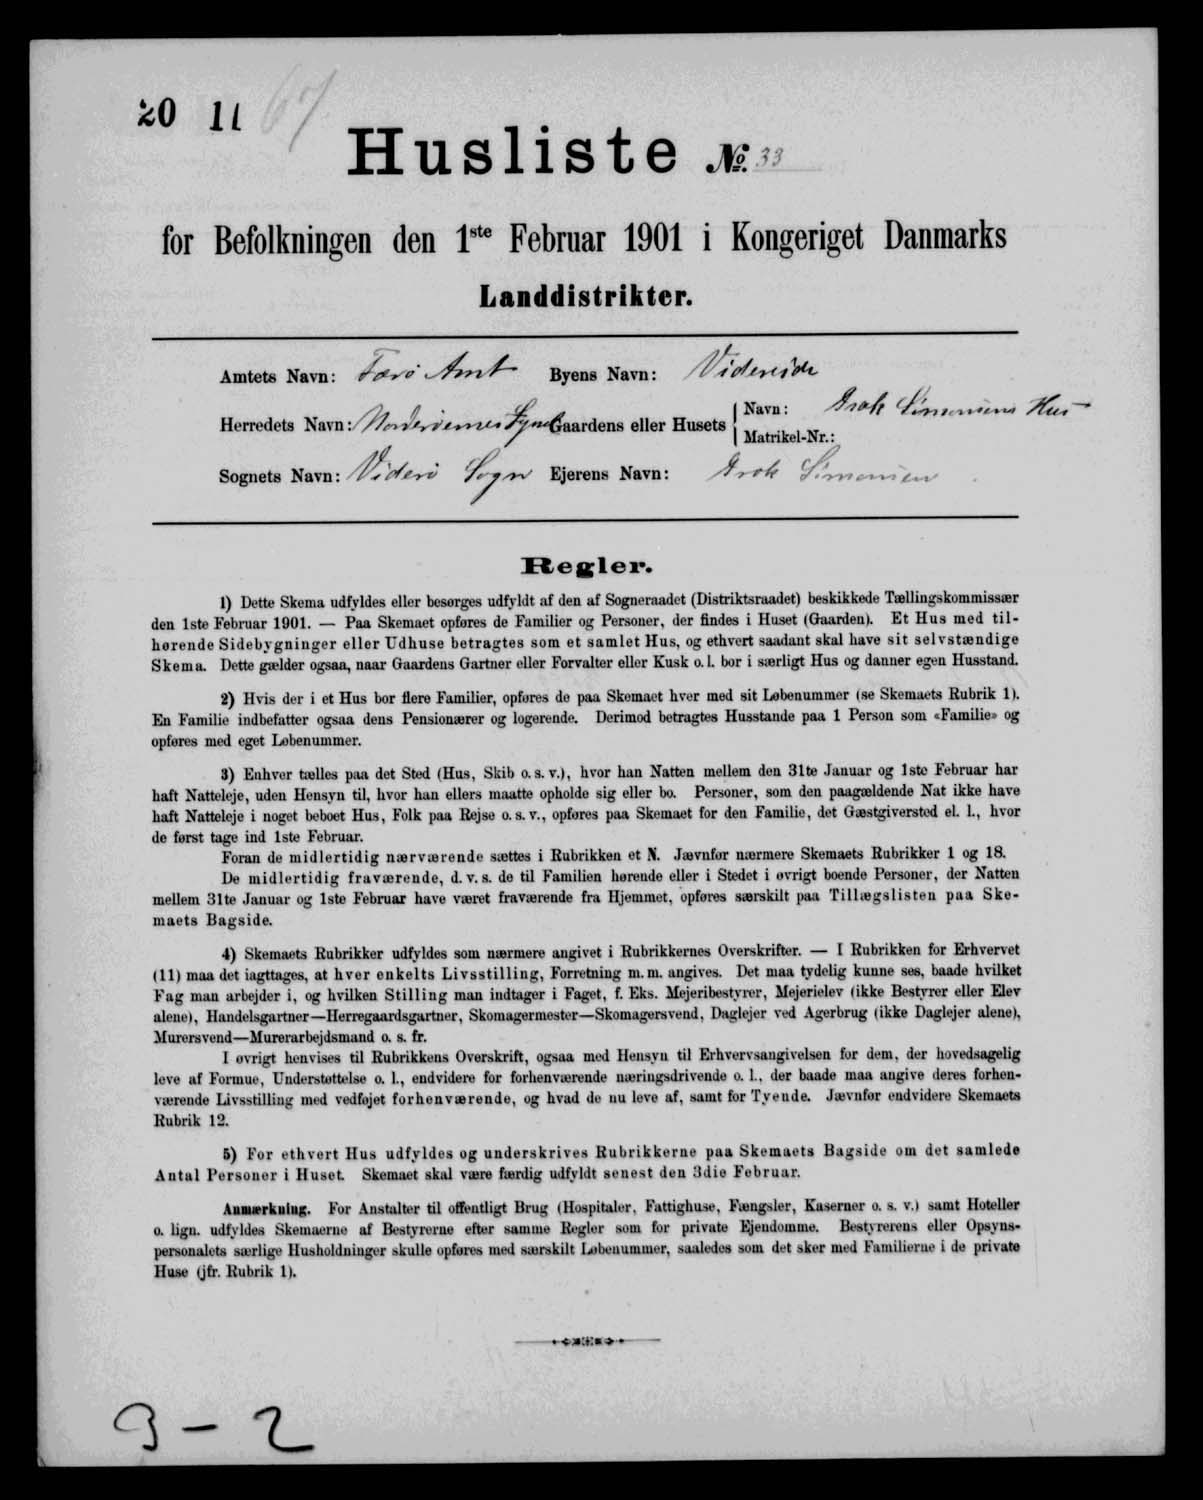 20 11 67
Husliste No. 33
for Befolkningen den 1ste Februar 1901 i Kongeriget Danmarks
Landdistrikter.
Amtets Navn: Færø Amt Byens Navn: Videreide
Herredets Navn: Norderøernes Syssel Gaardens eller Husets Navn: Isak Simonsens Hus
Matrikel-Nr.:
Sognets Navn: Viderø Sogn Ejerens Navn: Isak Simonsen
Regler.
1) Dette Skema udfyldes eller besørges udfyldt af den af Sogneraadet (Distriktsraadet) beskikkede Tællingskommissær
den 1ste Februar 1901. — Paa Skemaet opføres de Familier og Personer, der findes i Huset (Gaarden). Et Hus med til-
hørende Sidebygninger eller Udhuse betragtes som et samlet Hus, og ethvert saadant skal have sit selvstændige
Skema. Dette gælder ogsaa, naar Gaardens Gartner eller Forvalter eller Kusk o. l. bor i særligt Hus og danner egen Husstand.
2) Hvis der i et Hus bor flere Familier, opføres de paa Skemaet hver med sit Løbenummer (se Skemaets Rubrik 1).
En Familie indbefatter ogsaa dens Pensionærer og logerende. Derimod betragtes Husstande paa 1 Person som «Familie» og
opføres med eget Løbenummer.
3) Enhver tælles paa det Sted (Hus, Skib o. s. v.), hvor han Natten mellem den 31te Januar og 1ste Februar har
haft Natteleje, uden Hensyn til, hvor han ellers maatte opholde sig eller bo. Personer, som den paagældende Nat ikke have
haft Natteleje i noget beboet Hus, Folk paa Rejse o. s. v., opføres paa Skemaet for den Familie, det Gæstgiversted el. l., hvor
de først tage ind 1ste Februar.
Foran de midlertidig nærværende sættes i Rubrikken et N. Jævnfør nærmere Skemaets Rubrikker 1 og 18.
De midlertidig fraværende, d. v. s. de til Familien hørende eller i Stedet i øvrigt boende Personer, der Natten
mellem 31te Januar og 1ste Februar have været fraværende fra Hjemmet, opføres særskilt paa Tillægslisten paa Ske-
maets Bagside.
4) Skemaets Rubrikker udfyldes som nærmere angivet i Rubrikkernes Overskrifter. — I Rubrikken for Erhvervet
(11) maa det iagttages, at hver enkelts Livsstilling, Forretning m. m. angives. Det maa tydelig kunne ses, baade hvilket
Fag man arbejder i, og hvilken Stilling man indtager i Faget, f. Eks. Mejeribestyrer, Mejerielev (ikke Bestyrer eller Elev
alene), Handelsgartner—Herregaardsgartner, Skomagermester—Skomagersvend, Daglejer ved Agerbrug (ikke Daglejer alene),
Murersvend—Murerarbejdsmand o. s. fr.
I øvrigt henvises til Rubrikkens Overskrift, ogsaa med Hensyn til Erhvervsangivelsen for dem, der hovedsagelig
leve af Formue, Understøttelse o. l., endvidere for forhenværende næringsdrivende o. l., der baade maa angive deres forhen-
værende Livsstilling med vedføjet forhenværende, og hvad de nu leve af, samt for Tyende. Jævnfør endvidere Skemaets
Rubrik 12.
5) For ethvert Hus udfyldes og underskrives Rubrikkerne paa Skemaets Bagside om det samlede
Antal Personer i Huset. Skemaet skal være færdig udfyldt senest den 3die Februar.
Anmærkning. For Anstalter til offentligt Brug (Hospitaler, Fattighuse, Fængsler, Kaserner o. s. v.) samt Hoteller
o. lign. udfyldes Skemaerne af Bestyrerne efter samme Regler som for private Ejendomme. Bestyrerens eller Opsyns-
personalets særlige Husholdninger skulle opføres med særskilt Løbenummer, saaledes som det sker med Familierne i de private
Huse (jfr. Rubrik 1).
9 - 2